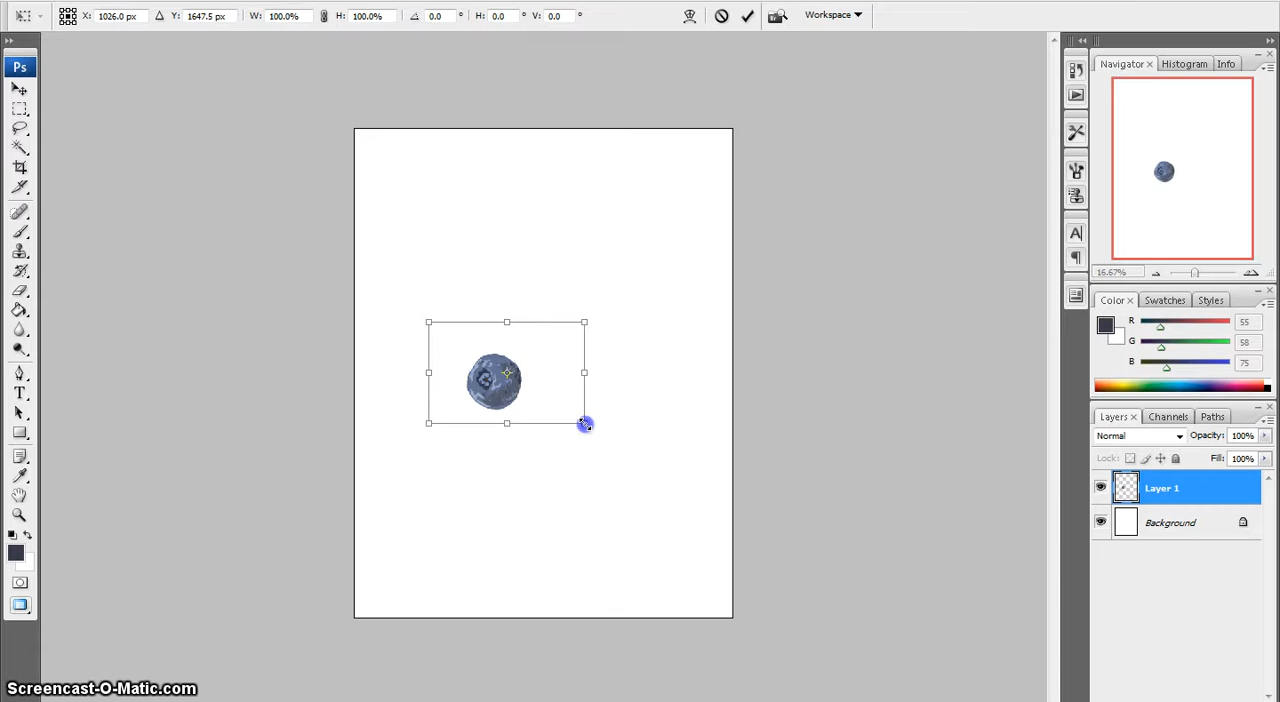 X: 1026.0 px Y: 1647.5 px W: 100.0% H: 100.0% 0.0 ° H: 0.0 V: 0.0 ° Workspace
Ps
Navigator Histogram Info
16.67%
Color Swatches Styles
R 55
G 58
B 75
Layers Channels Paths
Normal Opacity: 100%
Lock: Fill: 100%
Layer 1
Background
A
T
Screencast-O-Matic.com